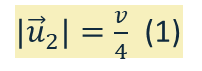 |u⃗₂| = v/4 (1)